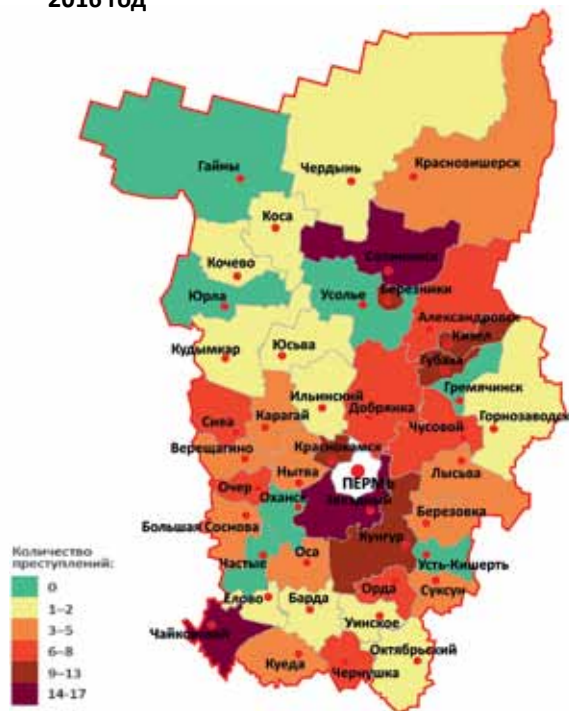 2016 год
Гайны
Чердынь
Красновишерск
Коса
Соликамск
Кочево
Березники
Юрла
Усолье
Александровск
Кизел
Кудымкар
Юсьва
Губаха
Гремячинск
Ильинский
Добрянка
Горнозаводск
Сива
Карагай
Чусовой
Краснокамск
Верещагино
Лысьва
Нытва
ПЕРМЬ
Очер
Оханск
Звёздный
Большая Соснова
Березовка
Кунгур
Частые
Оса
Усть-Кишерть
Орда
Суксун
Елово
Барда
Уинское
Чайковский
Октябрьский
Куеда
Чернушка
Количество
преступлений:
0
1–2
3–5
6–8
9–13
14-17